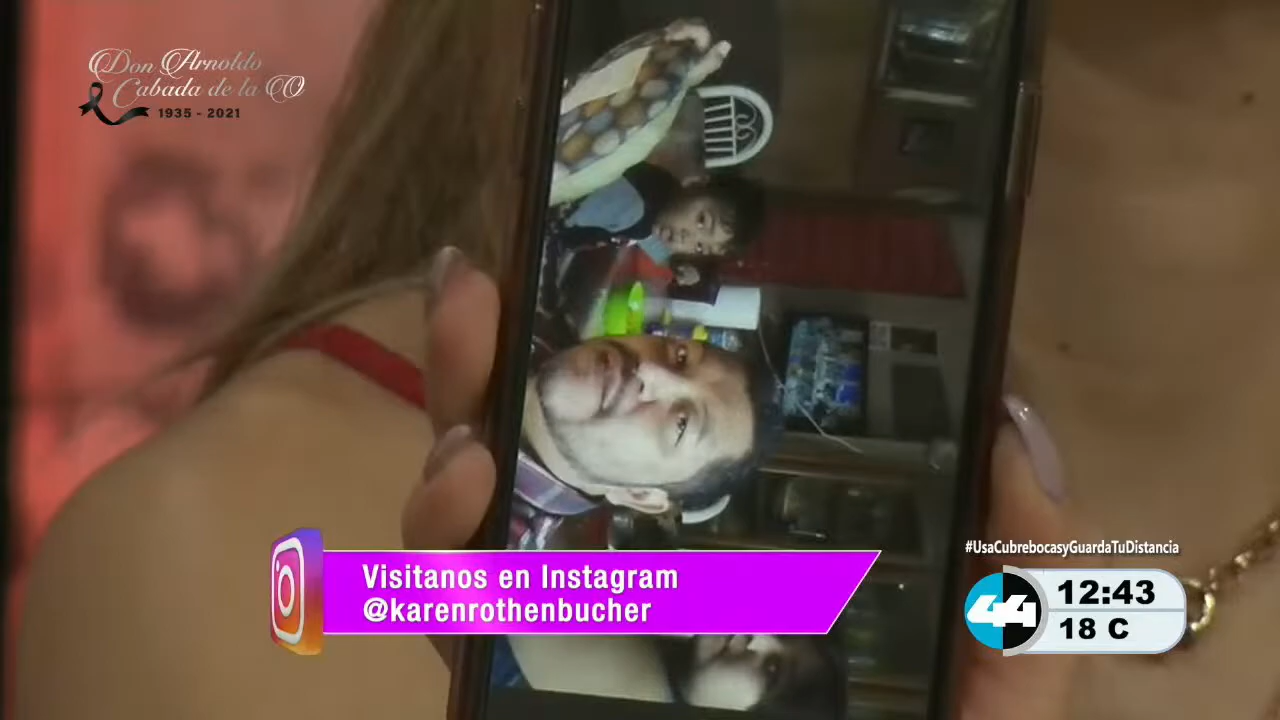 Don Arnoldo
Cabada de la O
1935 - 2021
Visitanos en Instagram
@karenrothenbucher
#UsaCubrebocasyGuardaTuDistancia
44
12:43
18 C